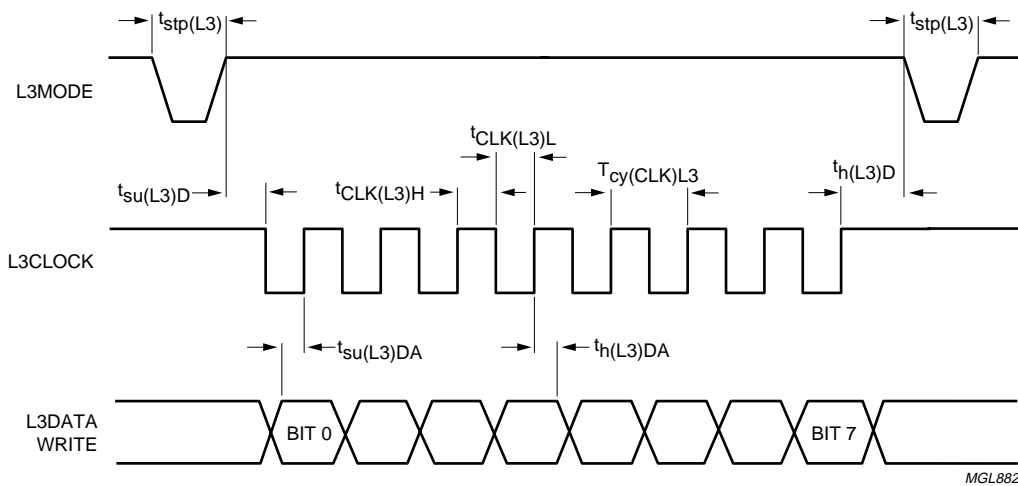 tstp(L3) tstp(L3)
L3MODE
tCLK(L3)L
tsu(L3)D tCLK(L3)H Tcy(CLK)L3 th(L3)D
L3CLOCK
tsu(L3)DA th(L3)DA
L3DATA
WRITE
BIT 0 BIT 7
MGL882